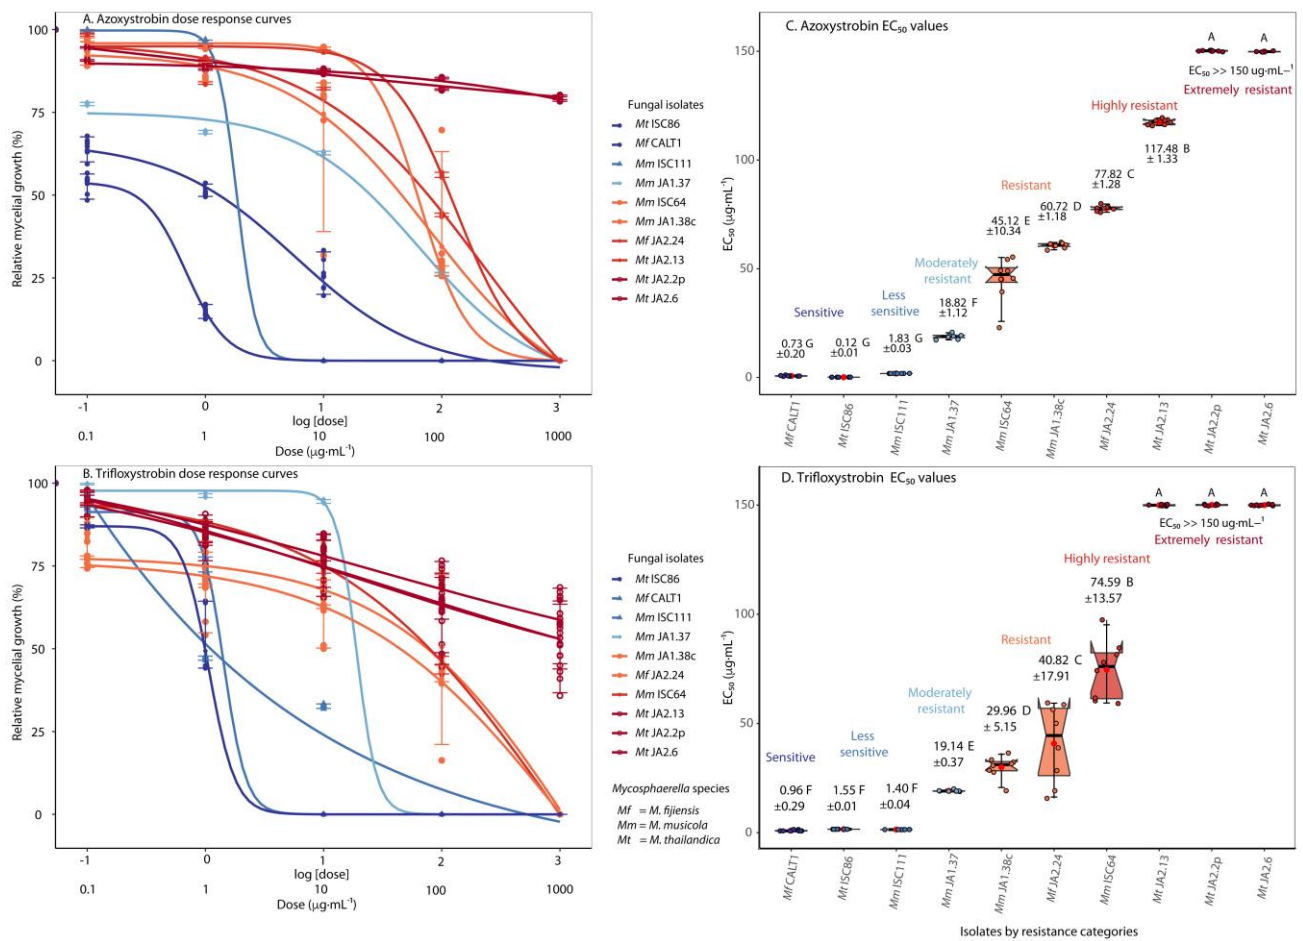 A. Azoxystrobin dose response curves
Relative mycelial growth (%)
100
75
50
25
0
-1
0
1
2
3
log [dose]
0.1
1
10
100
1000
Dose (µg·mL⁻¹)
Fungal isolates
Mt ISC86
Mf CALT1
Mm ISC111
Mm JA1.37
Mm ISC64
Mm JA1.38c
Mf JA2.24
Mt JA2.13
Mt JA2.2p
Mt JA2.6
C. Azoxystrobin EC₅₀ values
EC₅₀ (µg·mL⁻¹)
150
100
50
0
Sensitive
0.73 G
±0.20
0.12 G
±0.01
Less
sensitive
1.83 G
±0.03
Moderately
resistant
18.82 F
±1.12
Resistant
45.12 E
±10.34
60.72 D
±1.18
77.82 C
±1.28
Highly resistant
117.48 B
± 1.33
A
A
EC₅₀ >> 150 ug·mL−¹
Extremely resistant
Mf CALT1
Mt ISC86
Mm ISC111
Mm JA1.37
Mm ISC64
Mm JA1.38c
Mf JA2.24
Mt JA2.13
Mt JA2.2p
Mt JA2.6
B. Trifloxystrobin dose response curves
Relative mycelial growth (%)
100
75
50
25
0
-1
0
1
2
3
log [dose]
0.1
1
10
100
1000
Dose (µg·mL⁻¹)
Fungal isolates
Mt ISC86
Mf CALT1
Mm ISC111
Mm JA1.37
Mm JA1.38c
Mf JA2.24
Mm ISC64
Mt JA2.13
Mt JA2.2p
Mt JA2.6
Mycosphaerella species
Mf = M. fijiensis
Mm = M. musicola
Mt = M. thailandica
D. Trifloxystrobin EC₅₀ values
EC₅₀ (µg·mL⁻¹)
150
100
50
0
Sensitive
0.96 F
±0.29
Less
sensitive
1.55 F
±0.01
1.40 F
±0.04
Moderately
resistant
19.14 E
±0.37
Resistant
29.96 D
± 5.15
40.82 C
±17.91
Highly resistant
74.59 B
±13.57
A
A
A
EC₅₀ >> 150 ug·mL−¹
Extremely resistant
Mf CALT1
Mt ISC86
Mm ISC111
Mm JA1.37
Mm JA1.38c
Mf JA2.24
Mm ISC64
Mt JA2.13
Mt JA2.2p
Mt JA2.6
Isolates by resistance categories